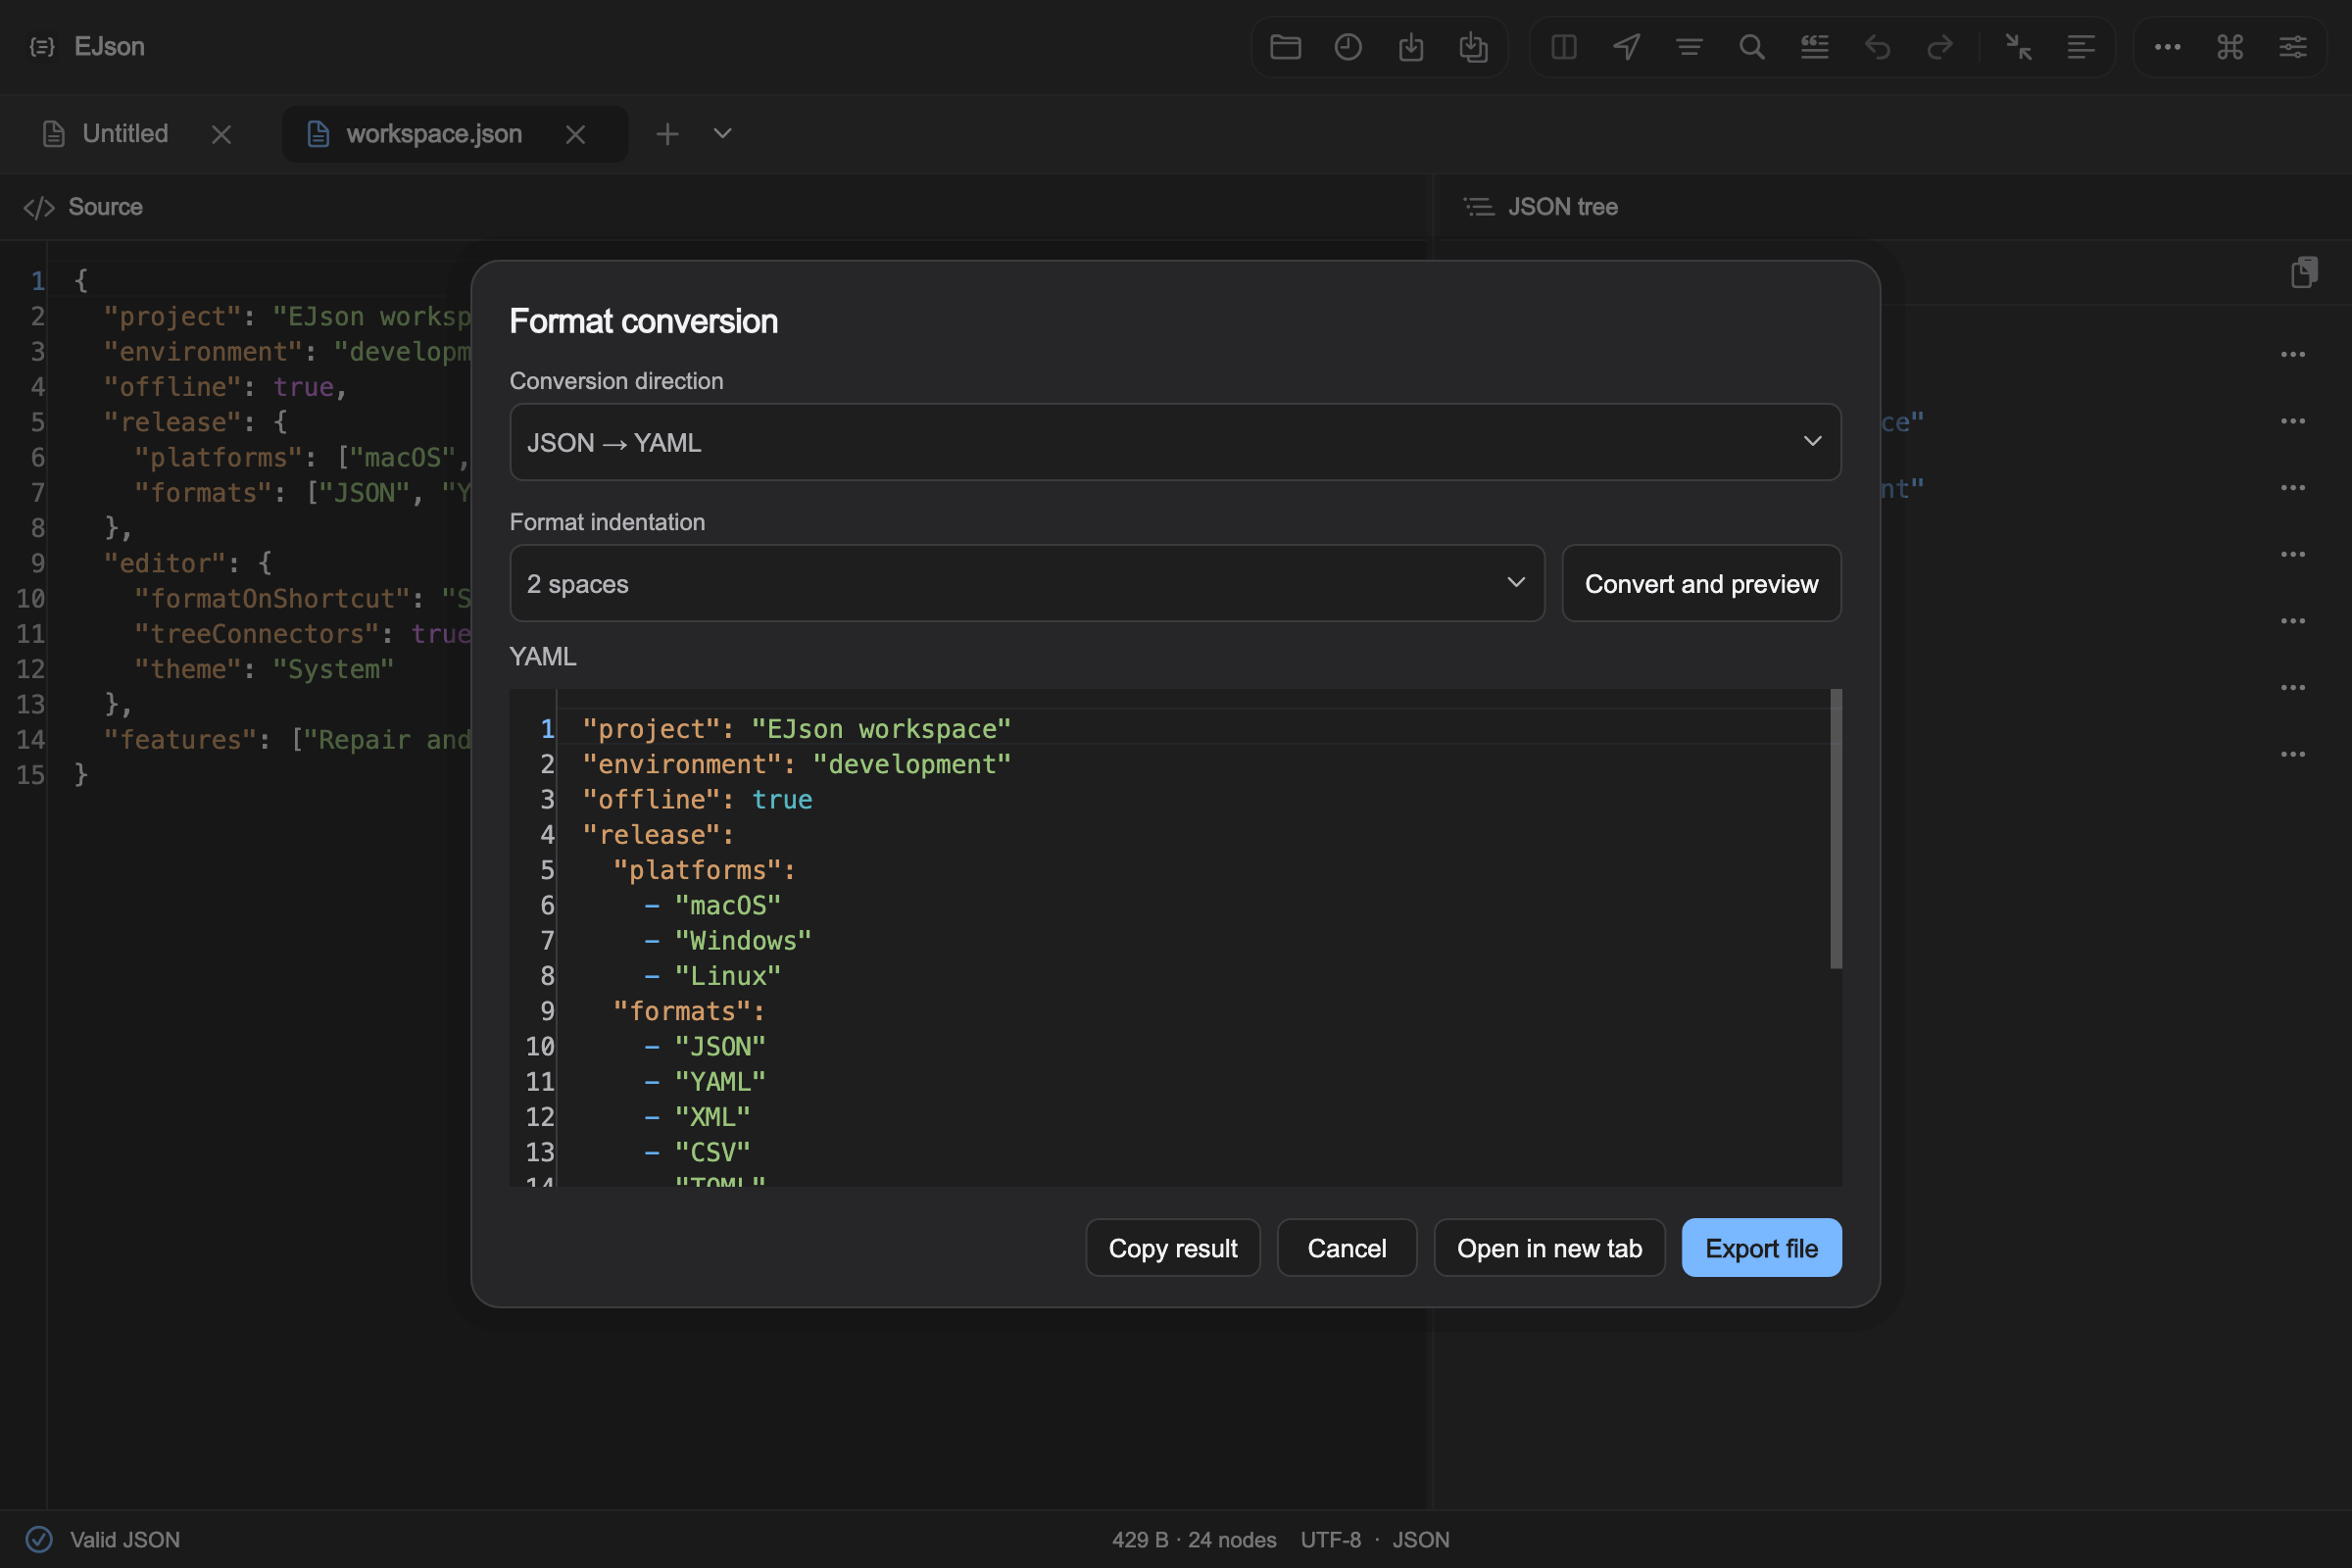 EJson
Untitled
workspace.json
Source
JSON tree
1 {
2 "project": "EJson worksp
3 "environment": "developm
4 "offline": true,
5 "release": {
6 "platforms": ["macOS",
7 "formats": ["JSON", "Y
8 },
9 "editor": {
10 "formatOnShortcut": "S
11 "treeConnectors": true
12 "theme": "System"
13 },
14 "features": ["Repair and
15 }
ce"
nt"
Format conversion
Conversion direction
JSON → YAML
Format indentation
2 spaces
Convert and preview
YAML
1 "project": "EJson workspace"
2 "environment": "development"
3 "offline": true
4 "release":
5 "platforms":
6 - "macOS"
7 - "Windows"
8 - "Linux"
9 "formats":
10 - "JSON"
11 - "YAML"
12 - "XML"
13 - "CSV"
14 "TOML"
Copy result
Cancel
Open in new tab
Export file
Valid JSON
429 B · 24 nodes UTF-8 · JSON